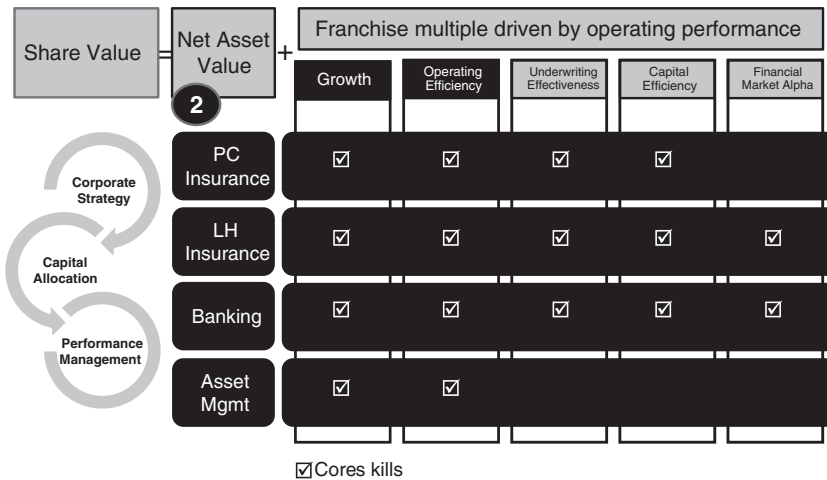 Share Value
=
Net Asset
Value
+
Franchise multiple driven by operating performance
2
Growth
Operating
Efficiency
Underwriting
Effectiveness
Capital
Efficiency
Financial
Market Alpha
Corporate
Strategy
Capital
Allocation
Performance
Management
PC
Insurance
☑ ☑ ☑ ☑
LH
Insurance
☑ ☑ ☑ ☑ ☑
Banking
☑ ☑ ☑ ☑ ☑
Asset
Mgmt
☑ ☑
☑Cores kills